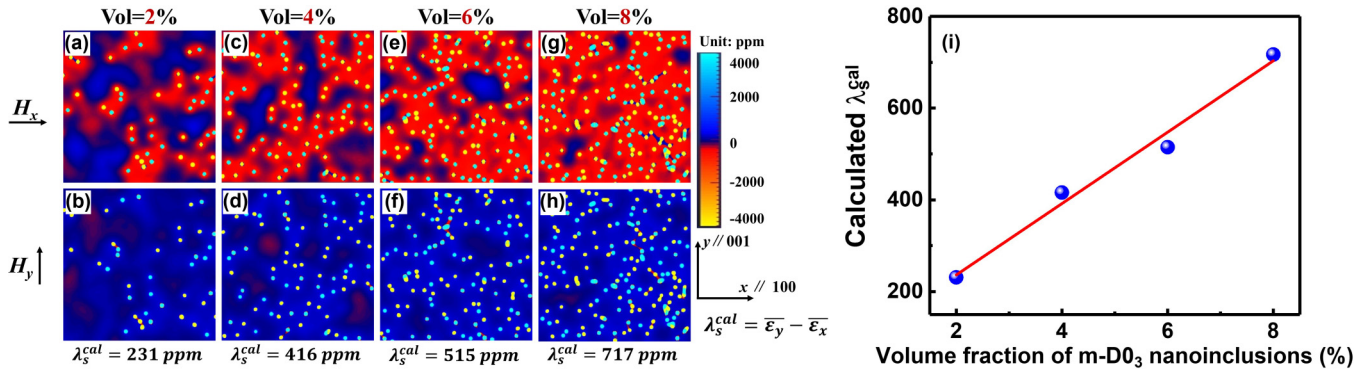 Vol=2% Vol=4% Vol=6% Vol=8%
(a) (c) (e) (g)
Hₓ
(b) (d) (f) (h)
H_y
Unit: ppm
4000
2000
0
-2000
-4000
y // 001
x // 100
λₛᶜᵃˡ = ε̅_y − ε̅ₓ
λₛᶜᵃˡ = 231 ppm λₛᶜᵃˡ = 416 ppm λₛᶜᵃˡ = 515 ppm λₛᶜᵃˡ = 717 ppm
(i)
Calculated λₛᶜᵃˡ
800
600
400
200
2 4 6 8
Volume fraction of m-D0₃ nanoinclusions (%)